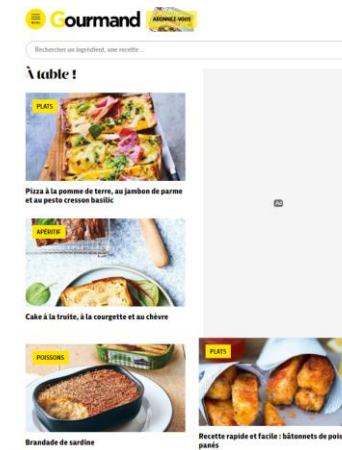 Gourmand
ABONNEZ-VOUS
Rechercher un ingrédient, une recette ...
À table !
PLATS
Pizza à la pomme de terre, au jambon de parme
et au pesto cresson basilic
Ad
APÉRITIF
Cake à la truite, à la courgette et au chèvre
POISSONS
Brandade de sardine
PLATS
Recette rapide et facile : bâtonnets de pois
panés